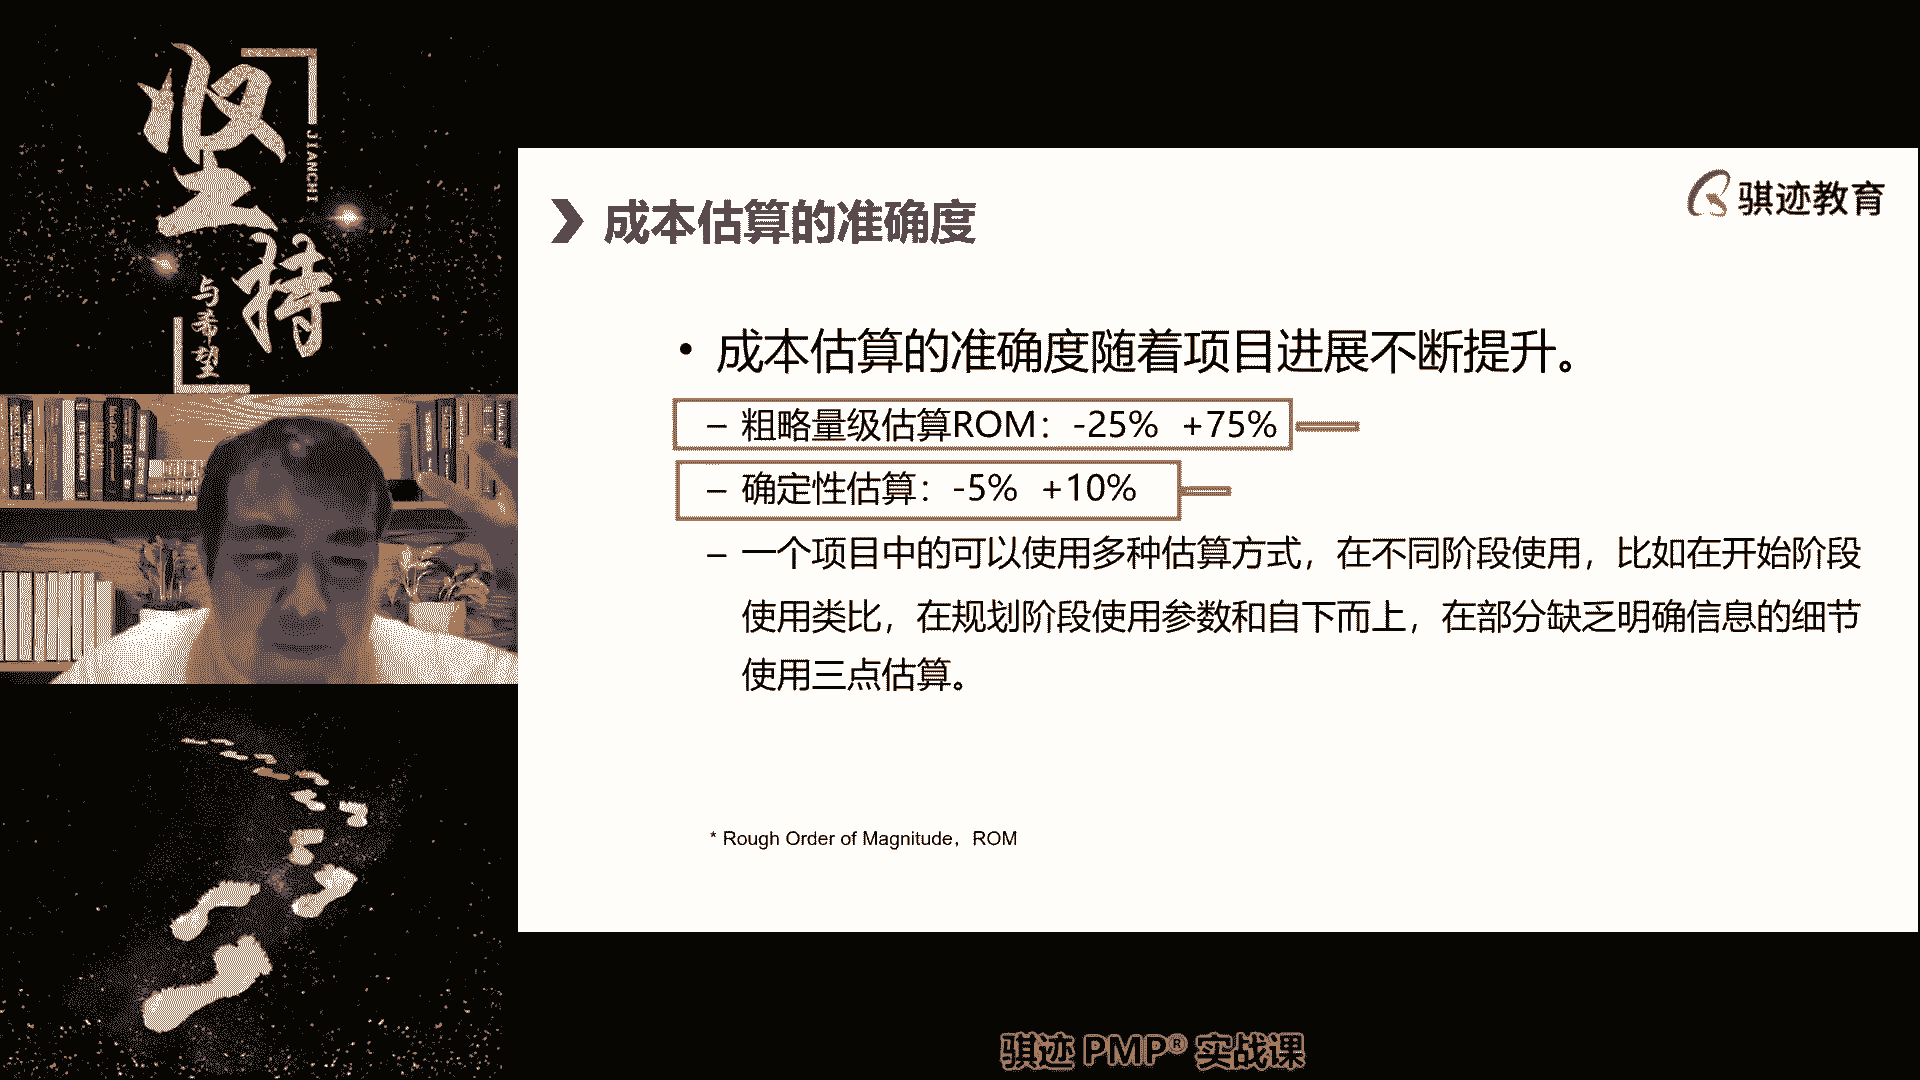 坚持
JIANCHI
与希望
骐迹教育
成本估算的准确度
• 成本估算的准确度随着项目进展不断提升。
– 粗略量级估算ROM：-25% +75%
– 确定性估算：-5% +10%
– 一个项目中的可以使用多种估算方式，在不同阶段使用，比如在开始阶段
使用类比，在规划阶段使用参数和自下而上，在部分缺乏明确信息的细节
使用三点估算。
* Rough Order of Magnitude，ROM
骐迹 PMP® 实战课